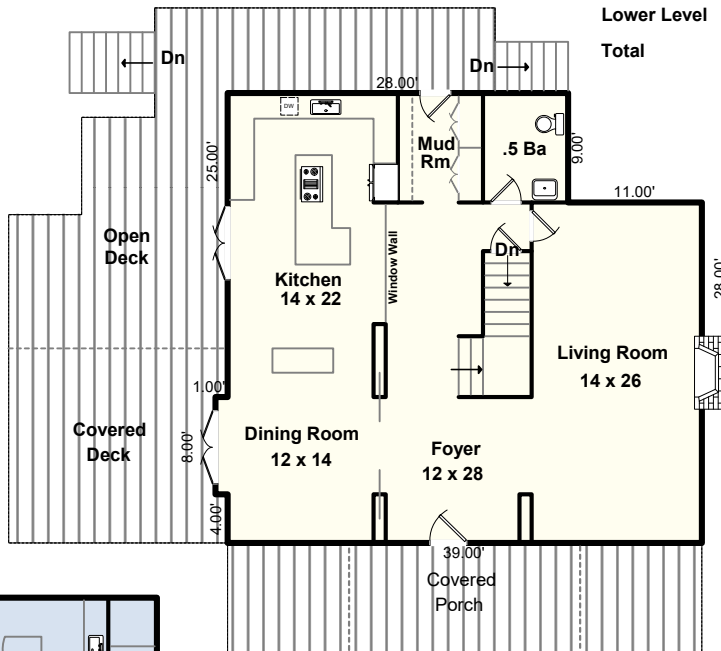 Lower Level
Total
Dn
Dn
28.00'
DW
Mud
Rm
.5 Ba
9.00'
25.00'
11.00'
Open
Deck
Kitchen
14 x 22
Window Wall
Dn
28.00'
Living Room
14 x 26
1.00'
Covered
Deck
8.00'
Dining Room
12 x 14
Foyer
12 x 28
4.00'
39.00'
Covered
Porch